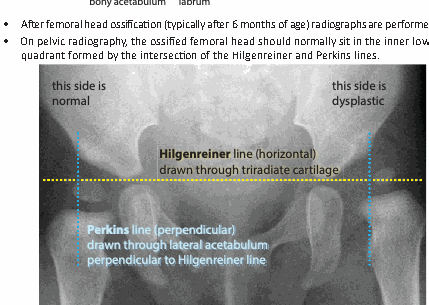 bony acetabulum labrum
• After femoral head ossification (typically after 6 months of age) radiographs are performe
• On pelvic radiography, the ossified femoral head should normally sit in the inner low
quadrant formed by the intersection of the Hilgenreiner and Perkins lines.
this side is
normal
this side is
dysplastic
Hilgenreiner line (horizontal)
drawn through triradiate cartilage
Perkins line (perpendicular)
drawn through lateral acetabulum
perpendicular to Hilgenreiner line